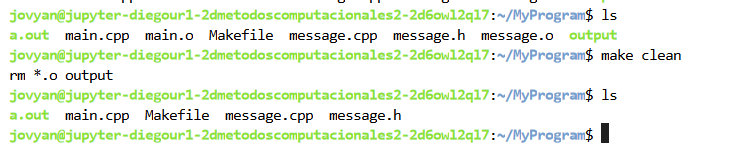 jovyan@jupyter-diegour1-2dmetodoscomputacionales2-2d6owl2ql7:~/MyProgram$ ls
a.out main.cpp main.o Makefile message.cpp message.h message.o output
jovyan@jupyter-diegour1-2dmetodoscomputacionales2-2d6owl2ql7:~/MyProgram$ make clean
rm *.o output
jovyan@jupyter-diegour1-2dmetodoscomputacionales2-2d6owl2ql7:~/MyProgram$ ls
a.out main.cpp Makefile message.cpp message.h
jovyan@jupyter-diegour1-2dmetodoscomputacionales2-2d6owl2ql7:~/MyProgram$